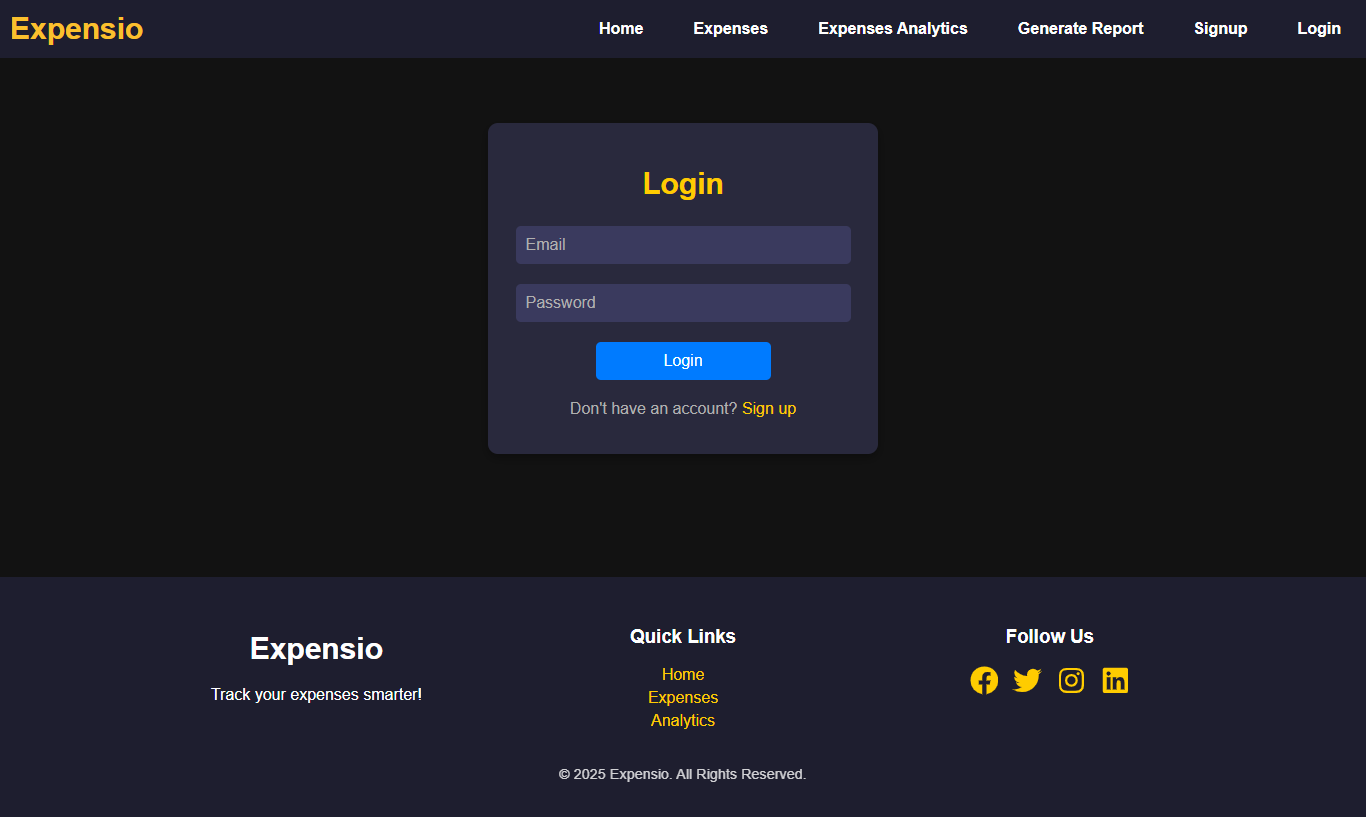 Expensio
Home Expenses Expenses Analytics Generate Report Signup Login
Login
Email
Password
Login
Don't have an account? Sign up
Expensio
Track your expenses smarter!
Quick Links
Home
Expenses
Analytics
Follow Us
© 2025 Expensio. All Rights Reserved.